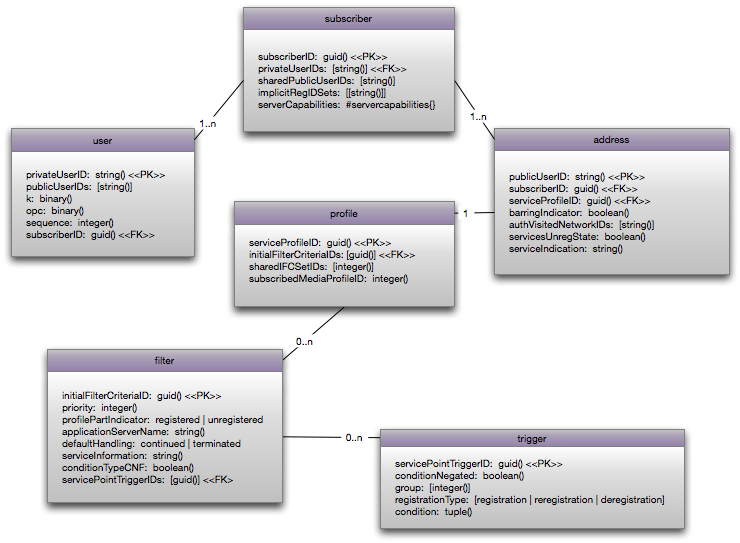 subscriber
subscriberID: guid() <<PK>>
privateUserIDs: [string()] <<FK>>
sharedPublicUserIDs: [string()]
implicitRegIDSets: [[string()]]
serverCapabilities: #servercapabilities{}
1..n
1..n
user
privateUserID: string() <<PK>>
publicUserIDs: [string()]
k: binary()
opc: binary()
sequence: integer()
subscriberID: guid() <<FK>>
address
publicUserID: string() <<PK>>
subscriberID: guid() <<FK>>
serviceProfileID: guid() <<FK>>
barringIndicator: boolean()
authVisitedNetworkIDs: [string()]
servicesUnregState: boolean()
serviceIndication: string()
profile
1
serviceProfileID: guid() <<PK>>
initialFilterCriteriaIDs: [guid()] <<FK>>
sharedIFCSetIDs: [integer()]
subscribedMediaProfileID: integer()
0..n
filter
initialFilterCriteriaID: guid() <<PK>>
priority: integer()
profilePartIndicator: registered | unregistered
applicationServerName: string()
defaultHandling: continued | terminated
serviceInformation: string()
conditionTypeCNF: boolean()
servicePointTriggerIDs: [guid()] <<FK>
0..n
trigger
servicePointTriggerID: guid() <<PK>>
conditionNegated: boolean()
group: [integer()]
registrationType: [registration | reregistration | deregistration]
condition: tuple()